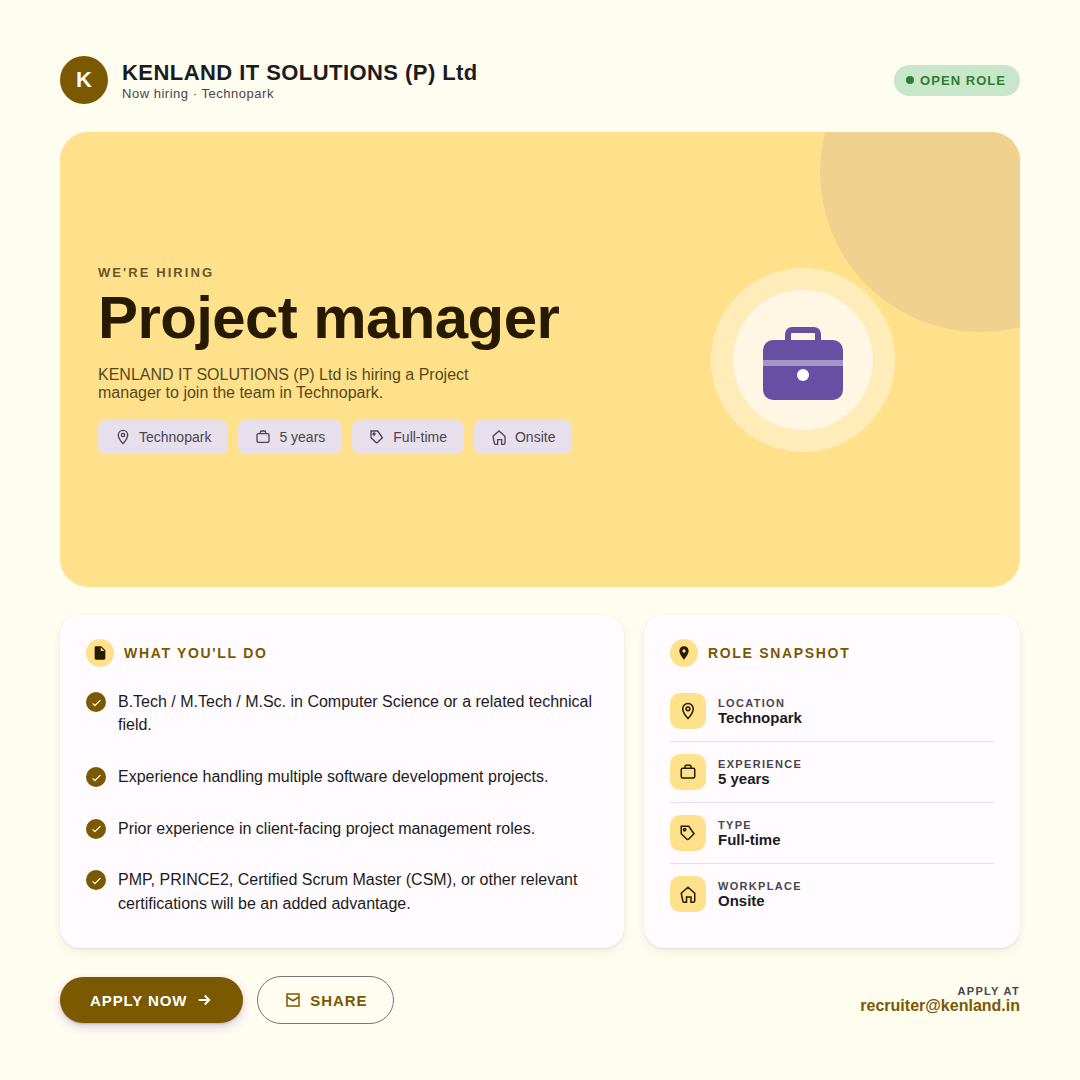 K
KENLAND IT SOLUTIONS (P) Ltd
Now hiring · Technopark
OPEN ROLE
WE'RE HIRING
Project manager
KENLAND IT SOLUTIONS (P) Ltd is hiring a Project
manager to join the team in Technopark.
Technopark
5 years
Full-time
Onsite
WHAT YOU'LL DO
B.Tech / M.Tech / M.Sc. in Computer Science or a related technical
field.
Experience handling multiple software development projects.
Prior experience in client-facing project management roles.
PMP, PRINCE2, Certified Scrum Master (CSM), or other relevant
certifications will be an added advantage.
ROLE SNAPSHOT
LOCATION
Technopark
EXPERIENCE
5 years
TYPE
Full-time
WORKPLACE
Onsite
APPLY NOW
SHARE
APPLY AT
recruiter@kenland.in